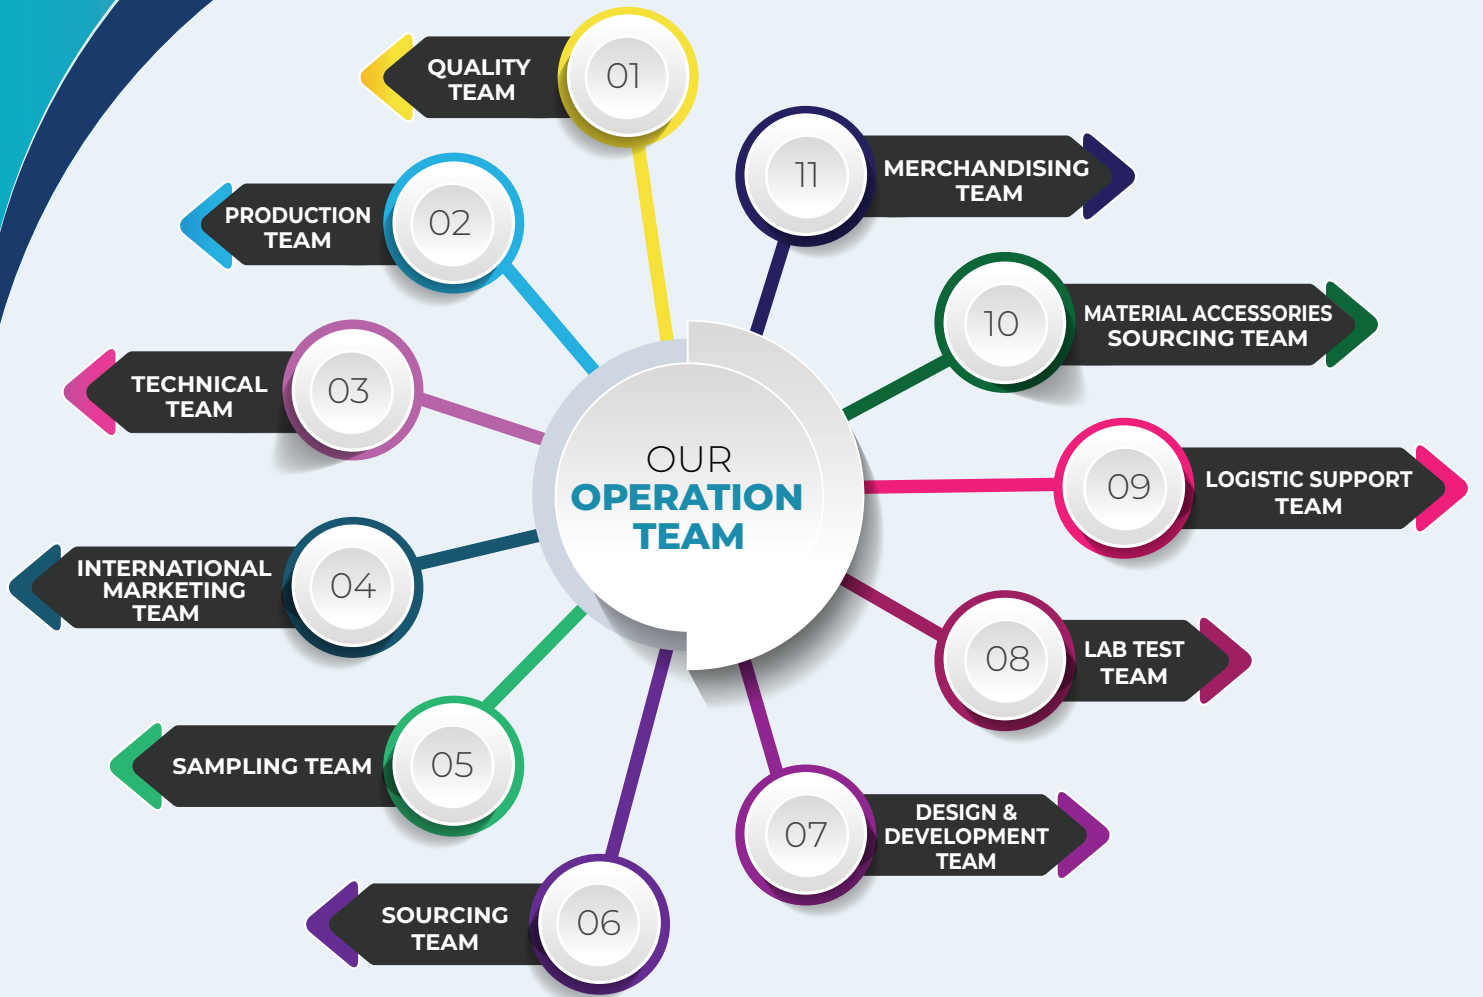 OUR
OPERATION
TEAM
01
QUALITY
TEAM
02
PRODUCTION
TEAM
03
TECHNICAL
TEAM
04
INTERNATIONAL
MARKETING
TEAM
05
SAMPLING TEAM
06
SOURCING
TEAM
07
DESIGN &
DEVELOPMENT
TEAM
08
LAB TEST
TEAM
09
LOGISTIC SUPPORT
TEAM
10
MATERIAL ACCESSORIES
SOURCING TEAM
11
MERCHANDISING
TEAM